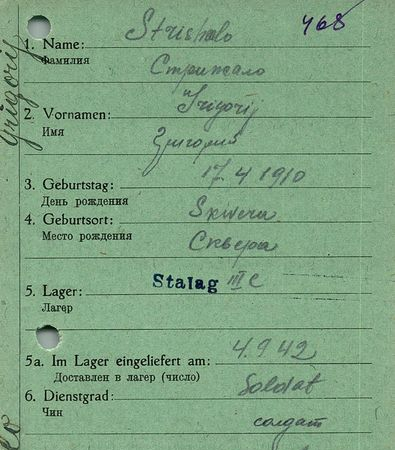 468
1. Name: Strishalo
Фамилия Стрижало
2. Vornamen: Grigorij
Имя Григорий
3. Geburtstag: 17.4 1910
День рождения
4. Geburtsort: Skwera
Место рождения Сквера
5. Lager: Stalag III C
Лагер
5a. Im Lager eingeliefert am: 4.9 42
Доставлен в лагер (число)
6. Dienstgrad: Soldat
Чин солдат
Grigorij